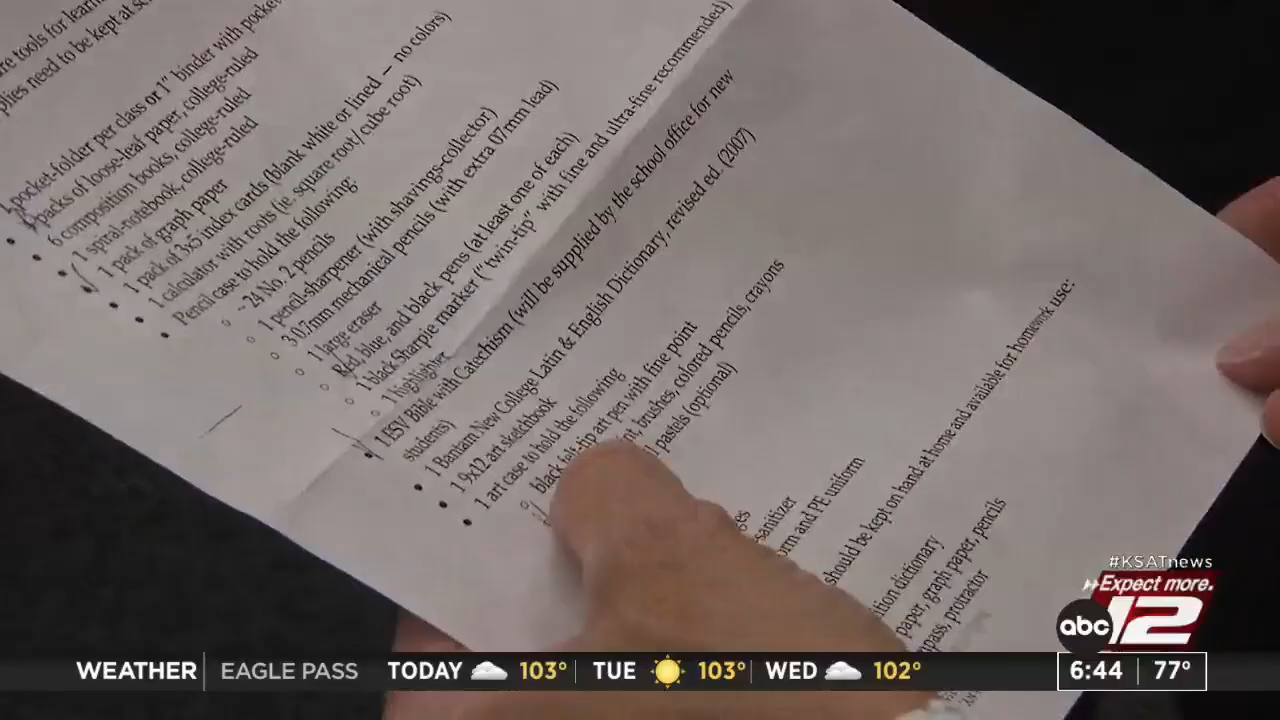 re tools for learni
plies need to be kept at sc
1 pocket-folder per class or 1" binder with pocket
packs of loose-leaf paper, college-ruled
6 composition books, college-ruled
1 spiral-notebook, college-ruled
1 pack of graph paper
1 pack of 3x5 index cards (blank white or lined – no colors)
1 calculator with roots (ie. square root/ cube root)
Pencil case to hold the following:
~24 No. 2 pencils
1 pencil-sharpener (with shavings-collector)
3 07mm mechanical pencils (with extra 07mm lead)
1 large eraser
Red, blue, and black pens (at least one of each)
1 black Sharpie marker ("twin-tip" with fine and ultra-fine recommended)
1 highlighter
1 ESV Bible with Catechism (will be supplied by the school office for new
students)
1 Bantam New College Latin & English Dictionary, revised ed. (2007)
1 9x12 art sketchbook
1 art case to hold the following
black felt-tip art pen with fine point
nt, brushes, colored pencils, crayons
l pastels (optional)
ges
-sanitizer
orm and PE uniform
should be kept on hand at home and available for homework use:
ition dictionary
paper, graph paper, pencils
mpass, protractor
#KSATnews
Expect more.
abc 12
WEATHER EAGLE PASS TODAY 103° TUE 103° WED 102° 6:44 77°